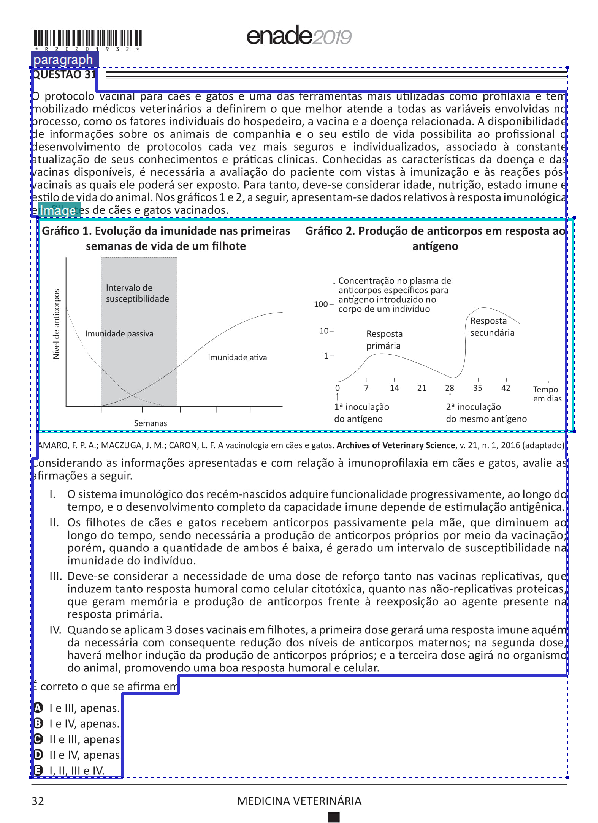 *R2020193 2*
enade2019
paragraph
QUESTÃO 31
O protocolo vacinal para cães e gatos é uma das ferramentas mais utilizadas como profilaxia e tem
mobilizado médicos veterinários a definirem o que melhor atende a todas as variáveis envolvidas no
processo, como os fatores individuais do hospedeiro, a vacina e a doença relacionada. A disponibilidade
de informações sobre os animais de companhia e o seu estilo de vida possibilita ao profissional o
desenvolvimento de protocolos cada vez mais seguros e individualizados, associado à constante
atualização de seus conhecimentos e práticas clínicas. Conhecidas as características da doença e das
vacinas disponíveis, é necessária a avaliação do paciente com vistas à imunização e às reações pós-
vacinais as quais ele poderá ser exposto. Para tanto, deve-se considerar idade, nutrição, estado imune e
estilo de vida do animal. Nos gráficos 1 e 2, a seguir, apresentam-se dados relativos à resposta imunológica
image
es de cães e gatos vacinados.
Gráfico 1. Evolução da imunidade nas primeiras
semanas de vida de um filhote
Nível de anticorpos
Intervalo de
susceptibilidade
Imunidade passiva
Imunidade ativa
Semanas
Gráfico 2. Produção de anticorpos em resposta ao
antígeno
Concentração no plasma de
anticorpos específicos para
antígeno introduzido no
corpo de um indivíduo
100
10
1
Resposta
primária
Resposta
secundária
0 7 14 21 28 35 42
Tempo
em dias
1ª inoculação
do antígeno
2ª inoculação
do mesmo antígeno
AMARO, F. P. A.; MACZUGA, J. M.; CARON, L. F. A vacinologia em cães e gatos. Archives of Veterinary Science, v. 21, n. 1, 2016 (adaptado).
Considerando as informações apresentadas e com relação à imunoprofilaxia em cães e gatos, avalie as
afirmações a seguir.
I. O sistema imunológico dos recém-nascidos adquire funcionalidade progressivamente, ao longo do
tempo, e o desenvolvimento completo da capacidade imune depende de estimulação antigênica.
II. Os filhotes de cães e gatos recebem anticorpos passivamente pela mãe, que diminuem ao
longo do tempo, sendo necessária a produção de anticorpos próprios por meio da vacinação;
porém, quando a quantidade de ambos é baixa, é gerado um intervalo de susceptibilidade na
imunidade do indivíduo.
III. Deve-se considerar a necessidade de uma dose de reforço tanto nas vacinas replicativas, que
induzem tanto resposta humoral como celular citotóxica, quanto nas não-replicativas proteicas,
que geram memória e produção de anticorpos frente à reexposição ao agente presente na
resposta primária.
IV. Quando se aplicam 3 doses vacinais em filhotes, a primeira dose gerará uma resposta imune aquém
da necessária com consequente redução dos níveis de anticorpos maternos; na segunda dose,
haverá melhor indução da produção de anticorpos próprios; e a terceira dose agirá no organismo
do animal, promovendo uma boa resposta humoral e celular.
É correto o que se afirma em
A I e III, apenas.
B I e IV, apenas.
C II e III, apenas
D II e IV, apenas
E I, II, III e IV.
32
MEDICINA VETERINÁRIA